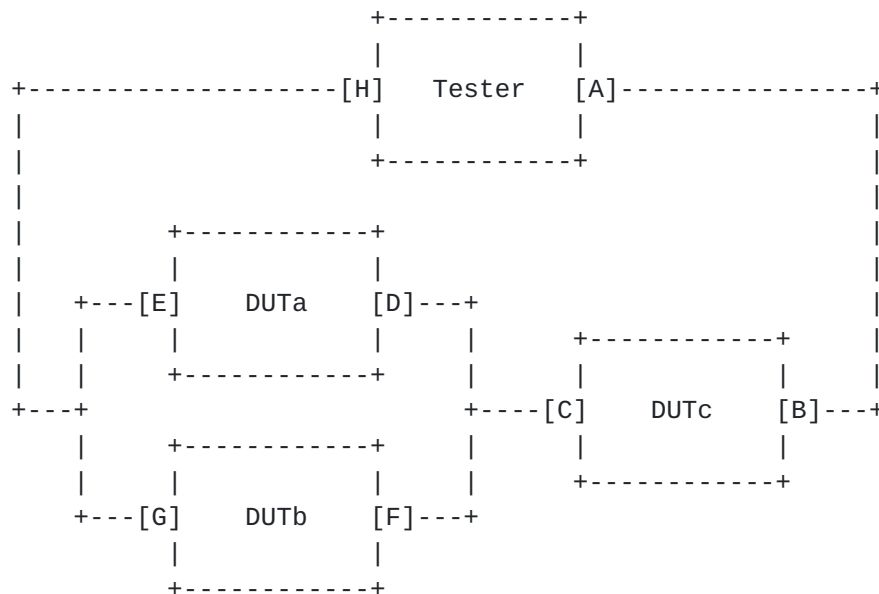 [H] Tester [A]
[E] DUTa [D]
[C] DUTc [B]
[G] DUTb [F]